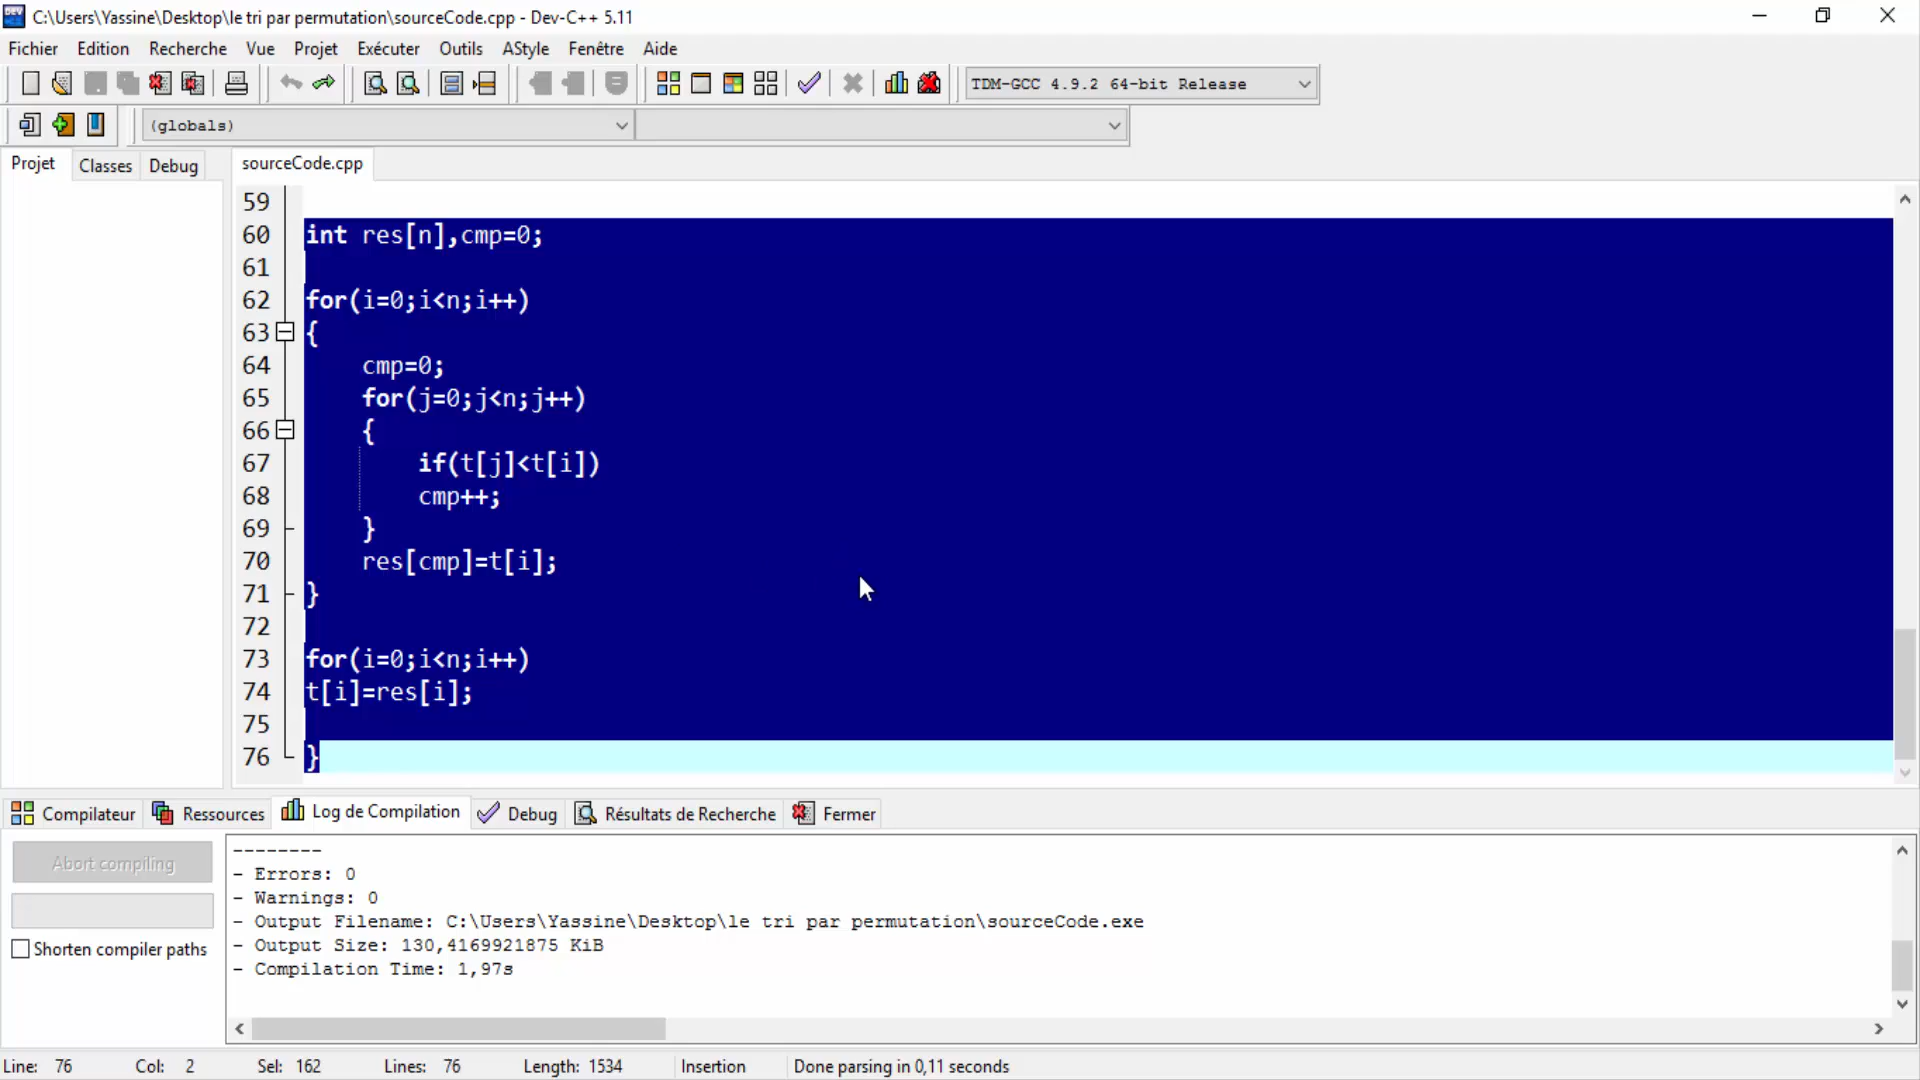 C:\Users\Yassine\Desktop\le tri par permutation\sourceCode.cpp - Dev-C++ 5.11
Fichier Edition Recherche Vue Projet Exécuter Outils AStyle Fenêtre Aide
TDM-GCC 4.9.2 64-bit Release
(globals)
Projet Classes Debug sourceCode.cpp
59
60 int res[n],cmp=0;
61
62 for(i=0;i<n;i++)
63 {
64 cmp=0;
65 for(j=0;j<n;j++)
66 {
67 if(t[j]<t[i])
68 cmp++;
69 }
70 res[cmp]=t[i];
71 }
72
73 for(i=0;i<n;i++)
74 t[i]=res[i];
75
76 }
Compilateur Ressources Log de Compilation Debug Résultats de Recherche Fermer
Abort compiling
Shorten compiler paths
--------
- Errors: 0
- Warnings: 0
- Output Filename: C:\Users\Yassine\Desktop\le tri par permutation\sourceCode.exe
- Output Size: 130,4169921875 KiB
- Compilation Time: 1,97s
Line: 76 Col: 2 Sel: 162 Lines: 76 Length: 1534 Insertion Done parsing in 0,11 seconds